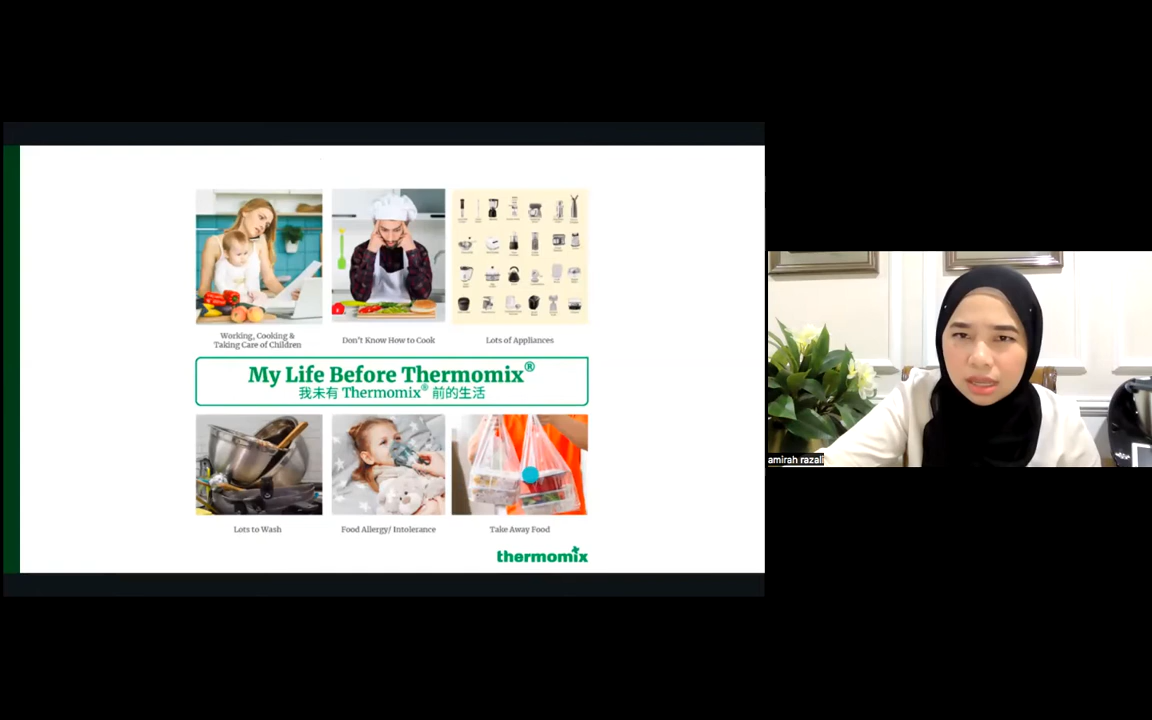 Working, Cooking &
Taking Care of Children
Don't Know How to Cook
Lots of Appliances
My Life Before Thermomix®
我未有 Thermomix® 前的生活
Lots to Wash
Food Allergy/ Intolerance
Take Away Food
thermomix
amirah razali